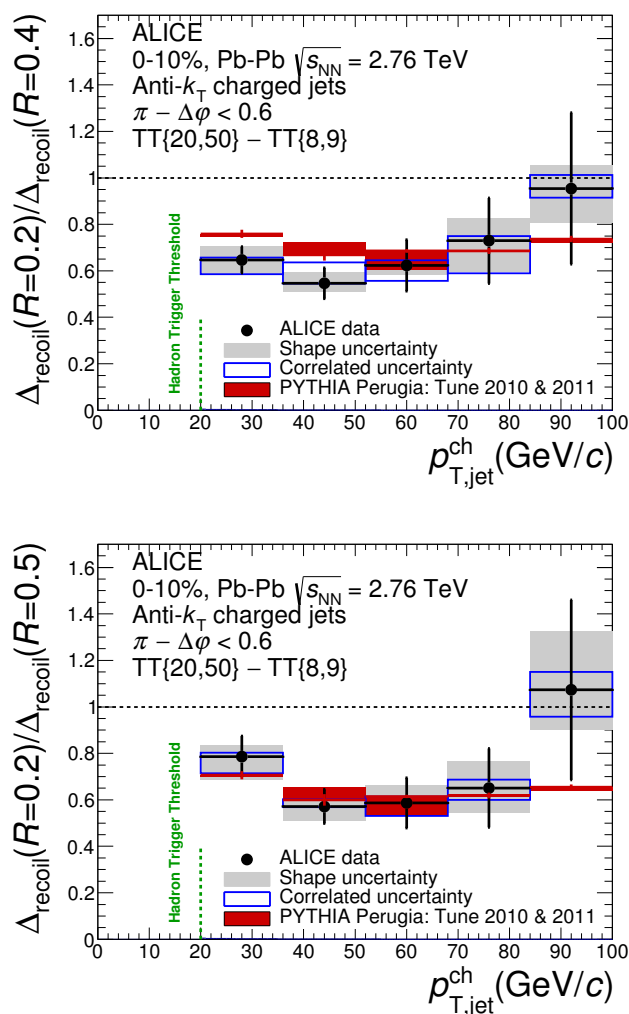 Δrecoil(R=0.2)/Δrecoil(R=0.4)
1.6
1.4
1.2
1
0.8
0.6
0.4
0.2
0
ALICE
0-10%, Pb-Pb √sNN = 2.76 TeV
Anti-kT charged jets
π − Δφ < 0.6
TT{20,50} − TT{8,9}
Hadron Trigger Threshold
ALICE data
Shape uncertainty
Correlated uncertainty
PYTHIA Perugia: Tune 2010 & 2011
0 10 20 30 40 50 60 70 80 90 100
pchT,jet (GeV/c)
Δrecoil(R=0.2)/Δrecoil(R=0.5)
1.6
1.4
1.2
1
0.8
0.6
0.4
0.2
0
ALICE
0-10%, Pb-Pb √sNN = 2.76 TeV
Anti-kT charged jets
π − Δφ < 0.6
TT{20,50} − TT{8,9}
Hadron Trigger Threshold
ALICE data
Shape uncertainty
Correlated uncertainty
PYTHIA Perugia: Tune 2010 & 2011
0 10 20 30 40 50 60 70 80 90 100
pchT,jet (GeV/c)